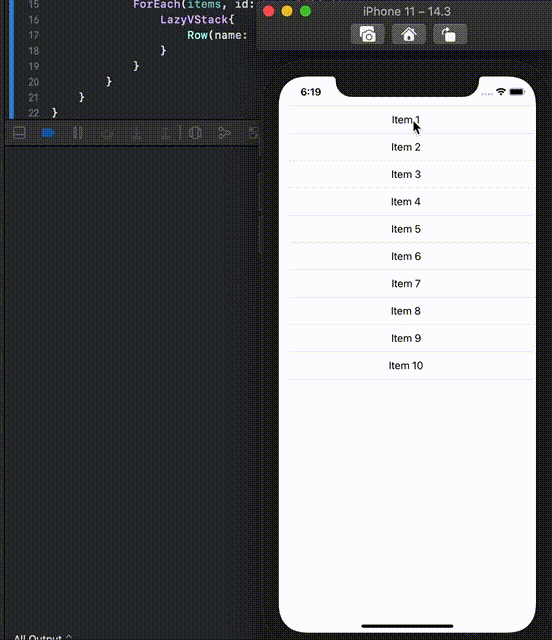 15 ForEach(items, id:
16 LazyVStack{
17 Row(name:
18 }
19 }
20 }
21 }
22 }
iPhone 11 – 14.3
6:19
Item 1
Item 2
Item 3
Item 4
Item 5
Item 6
Item 7
Item 8
Item 9
Item 10
All Output